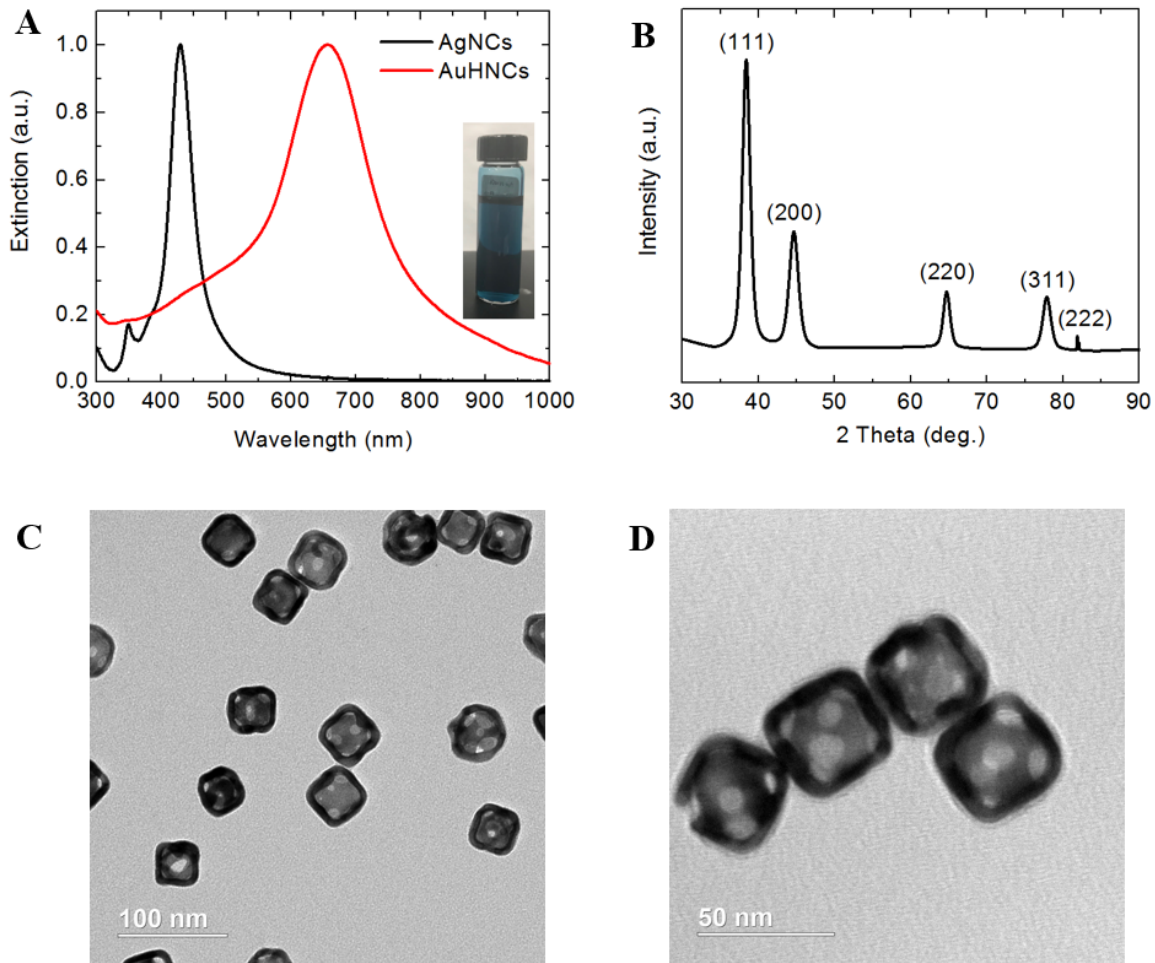 A
AgNCs
AuHNCs
Extinction (a.u.)
1.0
0.8
0.6
0.4
0.2
0.0
300 400 500 600 700 800 900 1000
Wavelength (nm)
B
(111)
(200)
(220)
(311)
(222)
Intensity (a.u.)
30 40 50 60 70 80 90
2 Theta (deg.)
C
100 nm
D
50 nm